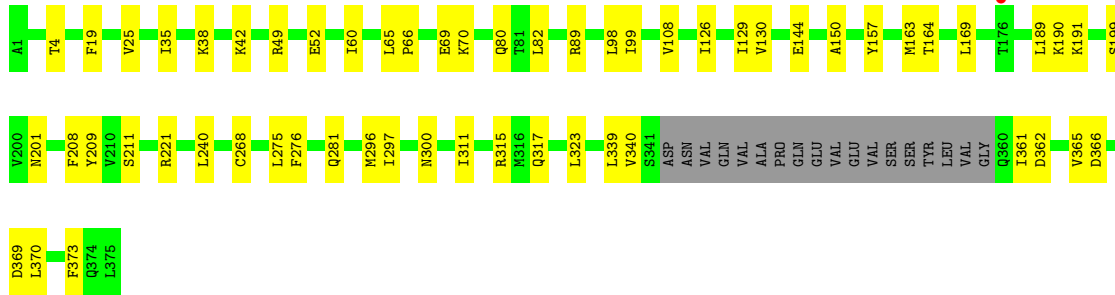 A1 T4 F19 V25 I35 K38 K42 R49 E52 I60 L65 P66 E69 K70 Q80 T81 L82 R89 L98 I99 V108 I126 T129 V130 E144 A150 Y157 M163 T164 L169 T176 L189 K190 K191 S199
V200 N201 F208 Y209 V210 S211 R221 L240 C268 L275 F276 Q281 M296 I297 N300 I311 R315 M316 Q317 L323 L339 V340 S341 ASP ASN VAL GLN VAL ALA PRO GLN GLU VAL GLU VAL SER SER TYR LEU VAL GLY Q360 I361 D362 V365 D366
D369 L370 F373 Q374 L375